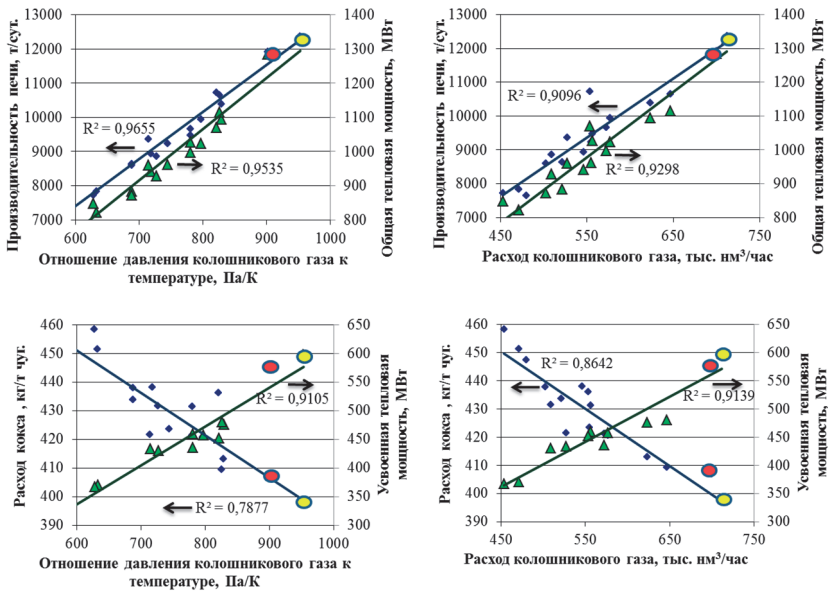 Производительность печи, т/сут.
13000
12000
11000
10000
9000
8000
7000
R² = 0,9655
R² = 0,9535
1400
1300
1200
1100
1000
900
800
Общая тепловая мощность, МВт
600 700 800 900 1000
Отношение давления колошникового газа к
температуре, Па/К
Производительность печи, т/сут.
13000
12000
11000
10000
9000
8000
7000
R² = 0,9096
R² = 0,9298
1400
1300
1200
1100
1000
900
800
Общая тепловая мощность, МВт
450 550 650 750
Расход колошникового газа, тыс. нм³/час
Расход кокса , кг/т чуг.
460
450
440
430
420
410
400
390
R² = 0,9105
R² = 0,7877
650
600
550
500
450
400
350
300
Усвоенная тепловая
мощность, МВт
600 700 800 900 1000
Отношение давления колошникового газа к
температуре, Па/К
Расход кокса , кг/т чуг.
460
450
440
430
420
410
400
390
R² = 0,8642
R² = 0,9139
650
600
550
500
450
400
350
300
Усвоенная тепловая
мощность, МВт
450 550 650 750
Расход колошникового газа, тыс. нм³/час